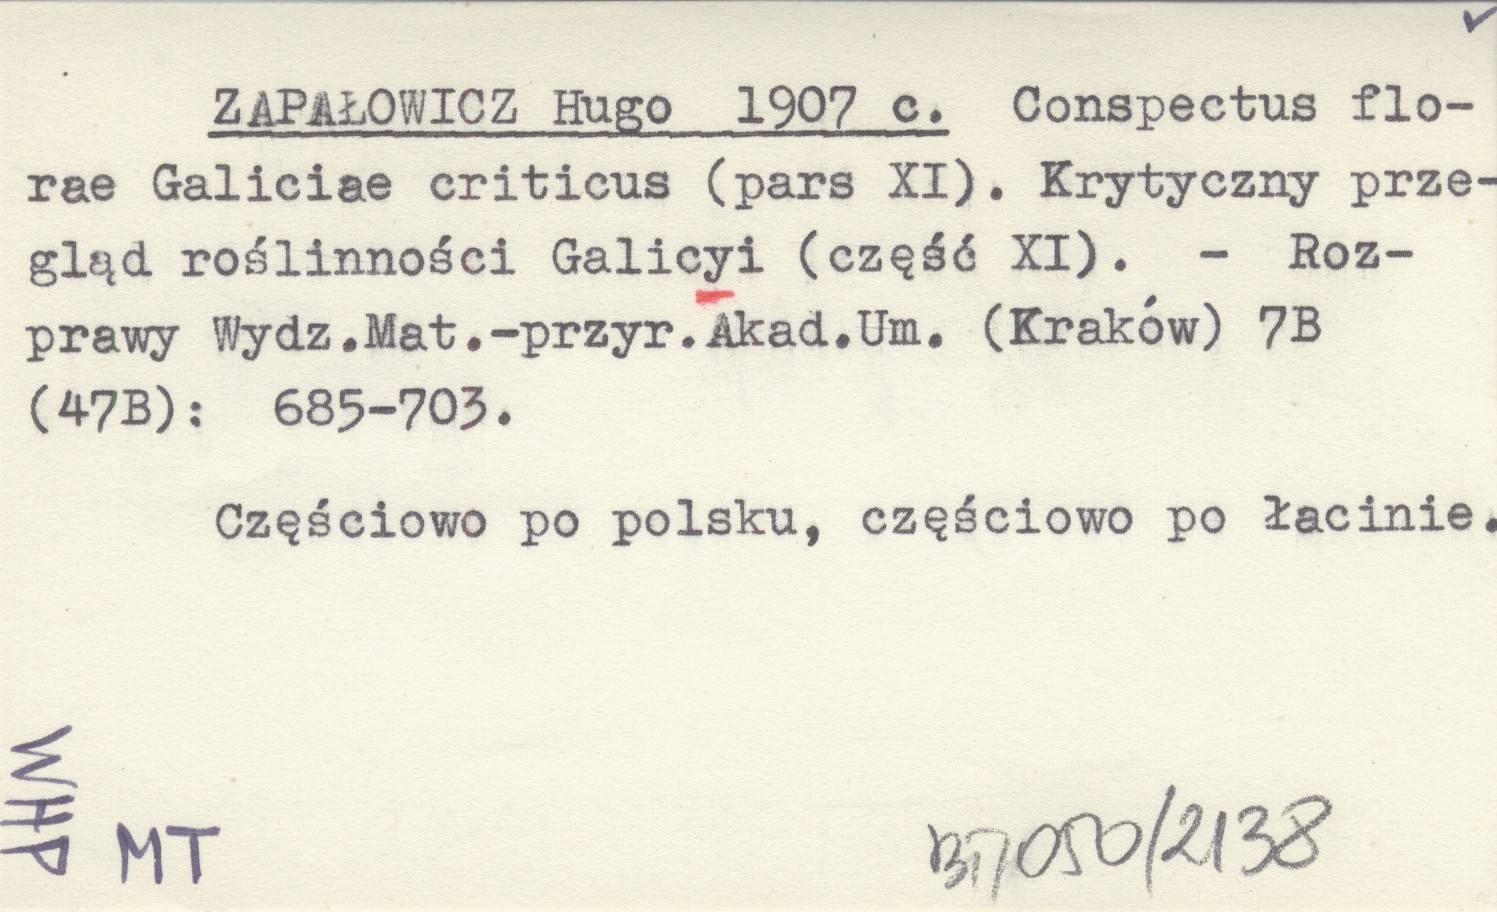 ZAPAŁOWICZ Hugo 1907 c. Conspectus flo-
rae Galiciae criticus (pars XI). Krytyczny prze-
gląd roślinności Galicyi (część XI). - Roz-
prawy Wydz.Mat.-przyr.Akad.Um. (Kraków) 7B
(47B): 685-703.
Częściowo po polsku, częściowo po łacinie.
WHP
MT
050/2138